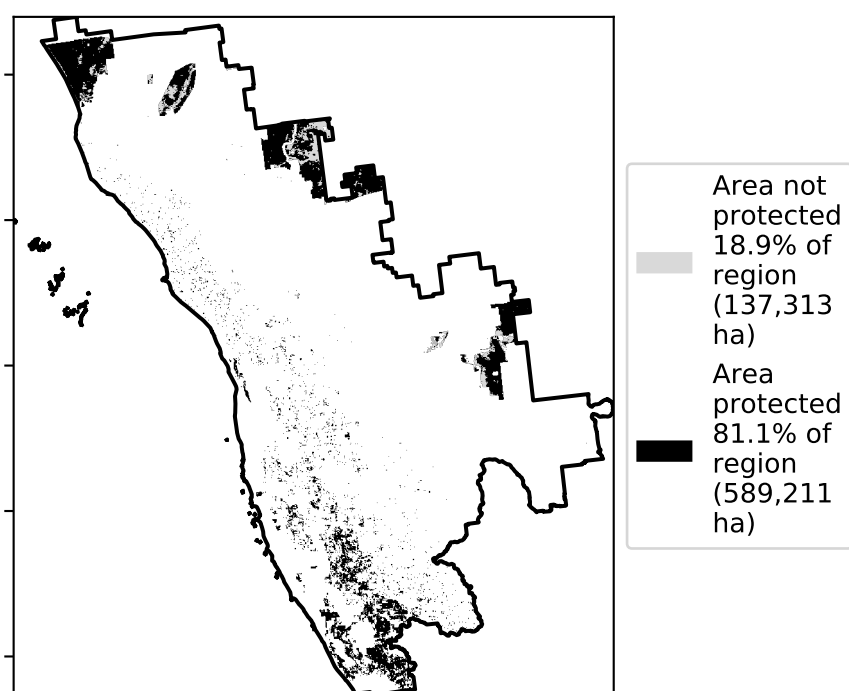 Area not
protected
18.9% of
region
(137,313
ha)
Area
protected
81.1% of
region
(589,211
ha)